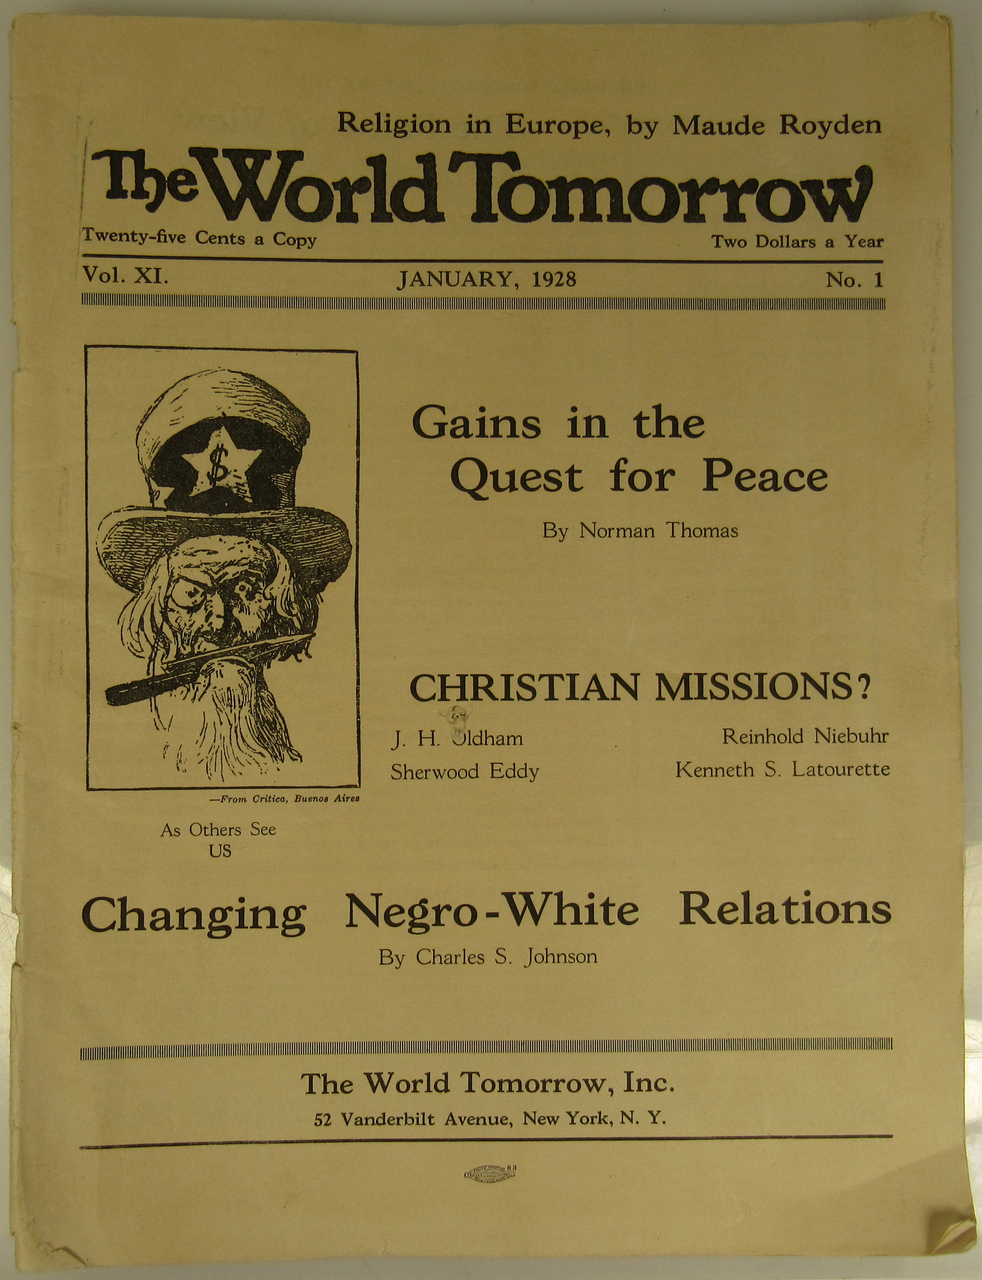 Religion in Europe, by Maude Royden
The World Tomorrow
Twenty-five Cents a Copy Two Dollars a Year
Vol. XI. JANUARY, 1928 No. 1
$
Gains in the
Quest for Peace
By Norman Thomas
CHRISTIAN MISSIONS?
J. H. Oldham Reinhold Niebuhr
Sherwood Eddy Kenneth S. Latourette
—From Critica, Buenos Aires
As Others See
US
Changing Negro-White Relations
By Charles S. Johnson
The World Tomorrow, Inc.
52 Vanderbilt Avenue, New York, N. Y.